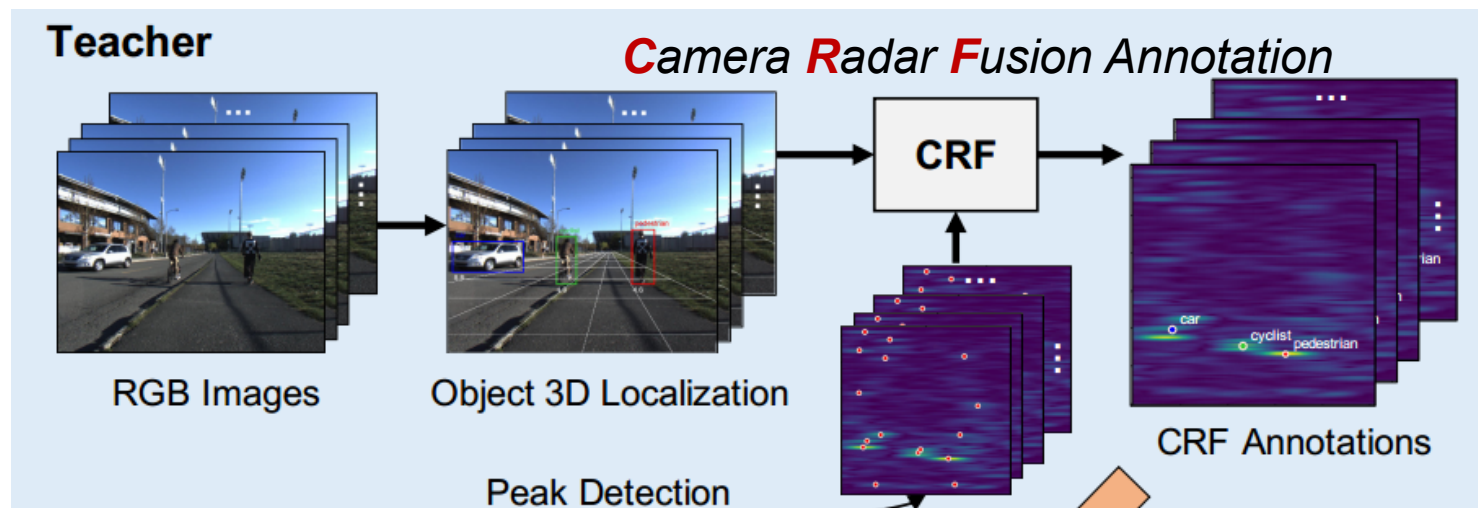 Teacher
Camera Radar Fusion Annotation
CRF
pedestrian
RGB Images
Object 3D Localization
car
cyclist
pedestrian
ian
CRF Annotations
Peak Detection